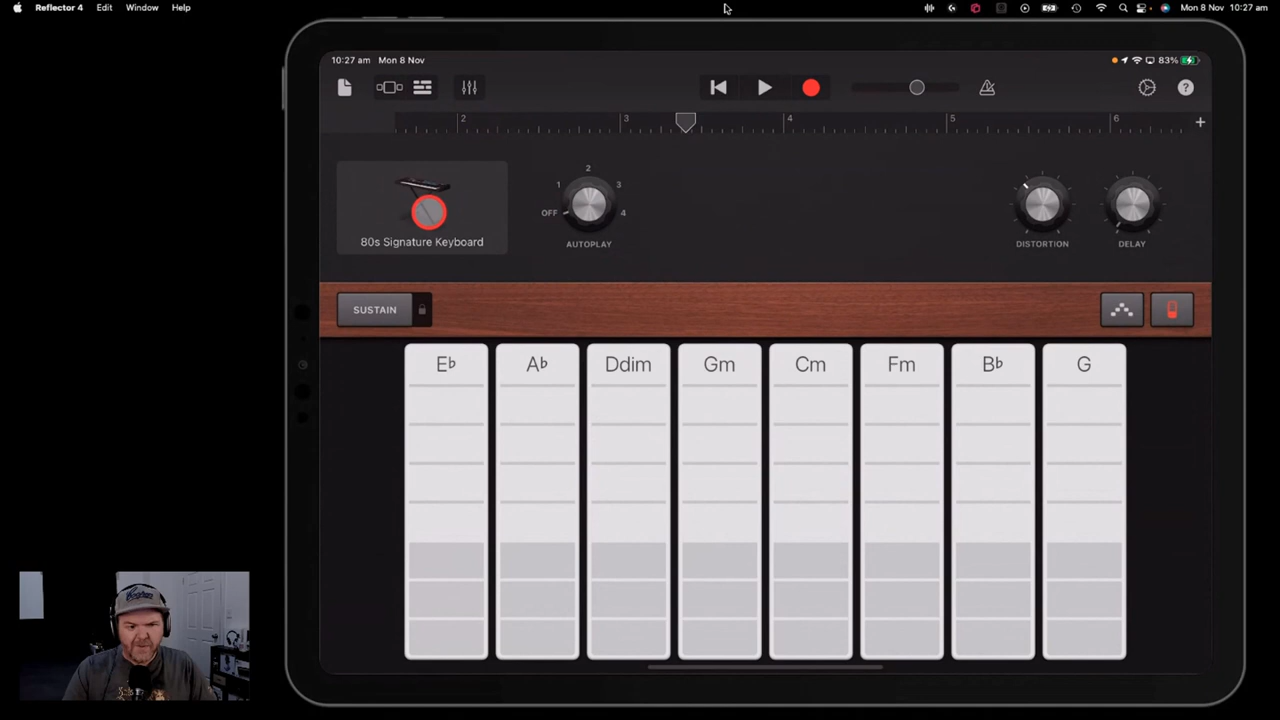 Reflector 4 Edit Window Help Mon 8 Nov 10:27 am
10:27 am Mon 8 Nov 83%
2 3 4 5 6
2
1 3
OFF 4
80s Signature Keyboard AUTOPLAY DISTORTION DELAY
SUSTAIN
E♭ A♭ Ddim Gm Cm Fm B♭ G